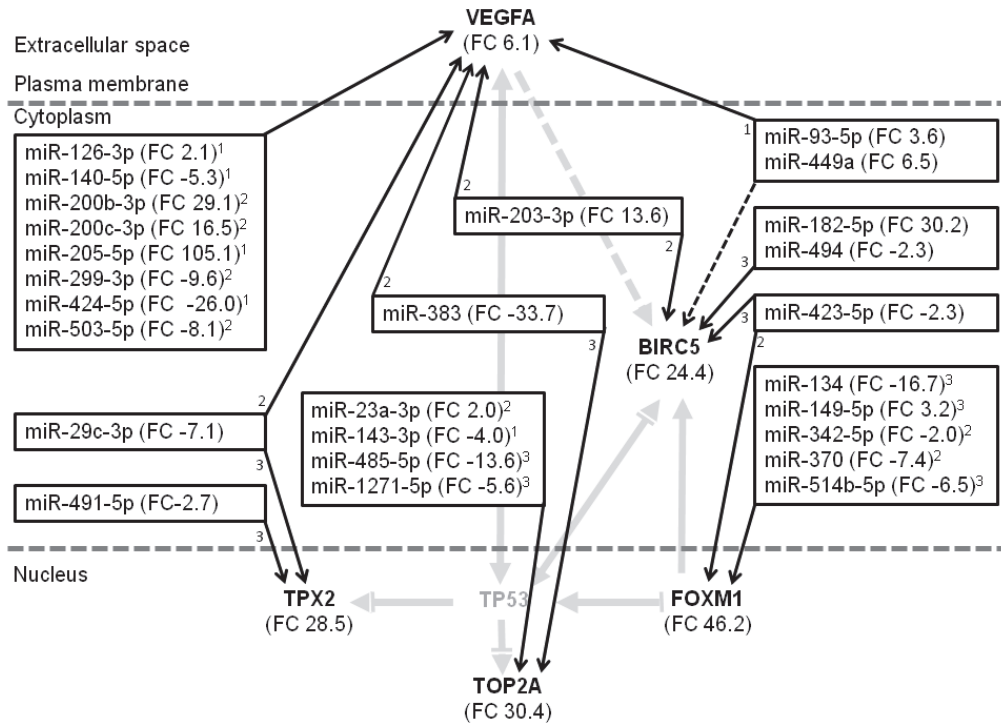 VEGFA
(FC 6.1)
Extracellular space
Plasma membrane
Cytoplasm
miR-126-3p (FC 2.1)¹
miR-140-5p (FC -5.3)¹
miR-200b-3p (FC 29.1)²
miR-200c-3p (FC 16.5)²
miR-205-5p (FC 105.1)¹
miR-299-3p (FC -9.6)²
miR-424-5p (FC -26.0)¹
miR-503-5p (FC -8.1)²
1
miR-93-5p (FC 3.6)
miR-449a (FC 6.5)
2
miR-203-3p (FC 13.6)
2
miR-182-5p (FC 30.2)
miR-494 (FC -2.3)
3
2
miR-383 (FC -33.7)
3
3
miR-423-5p (FC -2.3)
2
BIRC5
(FC 24.4)
miR-134 (FC -16.7)³
miR-149-5p (FC 3.2)³
miR-342-5p (FC -2.0)²
miR-370 (FC -7.4)²
miR-514b-5p (FC -6.5)³
2
miR-29c-3p (FC -7.1)
3
miR-23a-3p (FC 2.0)²
miR-143-3p (FC -4.0)¹
miR-485-5p (FC -13.6)³
miR-1271-5p (FC -5.6)³
miR-491-5p (FC-2.7)
3
Nucleus
TPX2
(FC 28.5)
TP53
FOXM1
(FC 46.2)
TOP2A
(FC 30.4)